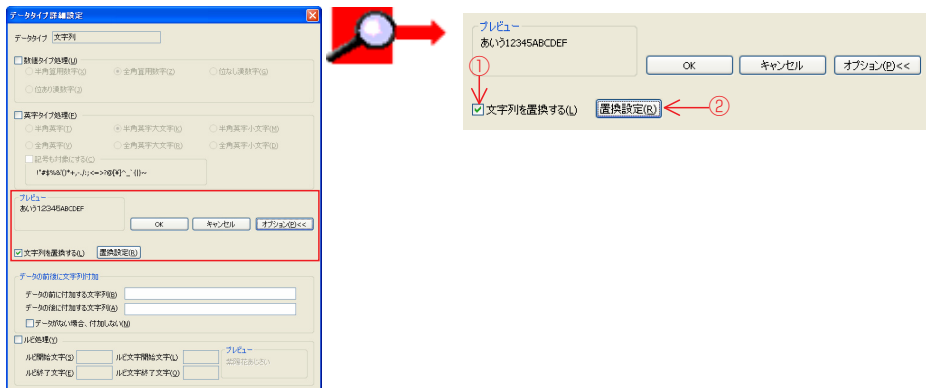 データタイプ詳細設定
データタイプ 文字列
数値タイプ処理(U)
半角算用数字(X) 全角算用数字(Z) 位なし漢数字(G)
位あり漢数字(J)
英字タイプ処理(E)
半角英字(T) 半角英字大文字(K) 半角英字小文字(M)
全角英字(V) 全角英字大文字(B) 全角英字小文字(D)
記号も対象にする(C)
!"#$%&'()*+,-./:;<=>?@[¥]^_`{|}~
プレビュー
あいう12345ABCDEF
OK キャンセル オプション(P)<<
文字列を置換する(L) 置換設定(R)
データの前後に文字列付加
データの前に付加する文字列(B)
データの後に付加する文字列(A)
データがない場合、付加しない(N)
ルビ処理(Y)
ルビ開始文字(S) ルビ文字開始文字(L)
ルビ終了文字(E) ルビ文字終了文字(O)
プレビュー
紫陽花あじさい
プレビュー
あいう12345ABCDEF
OK キャンセル オプション(P)<<
①
文字列を置換する(L) 置換設定(R) ②